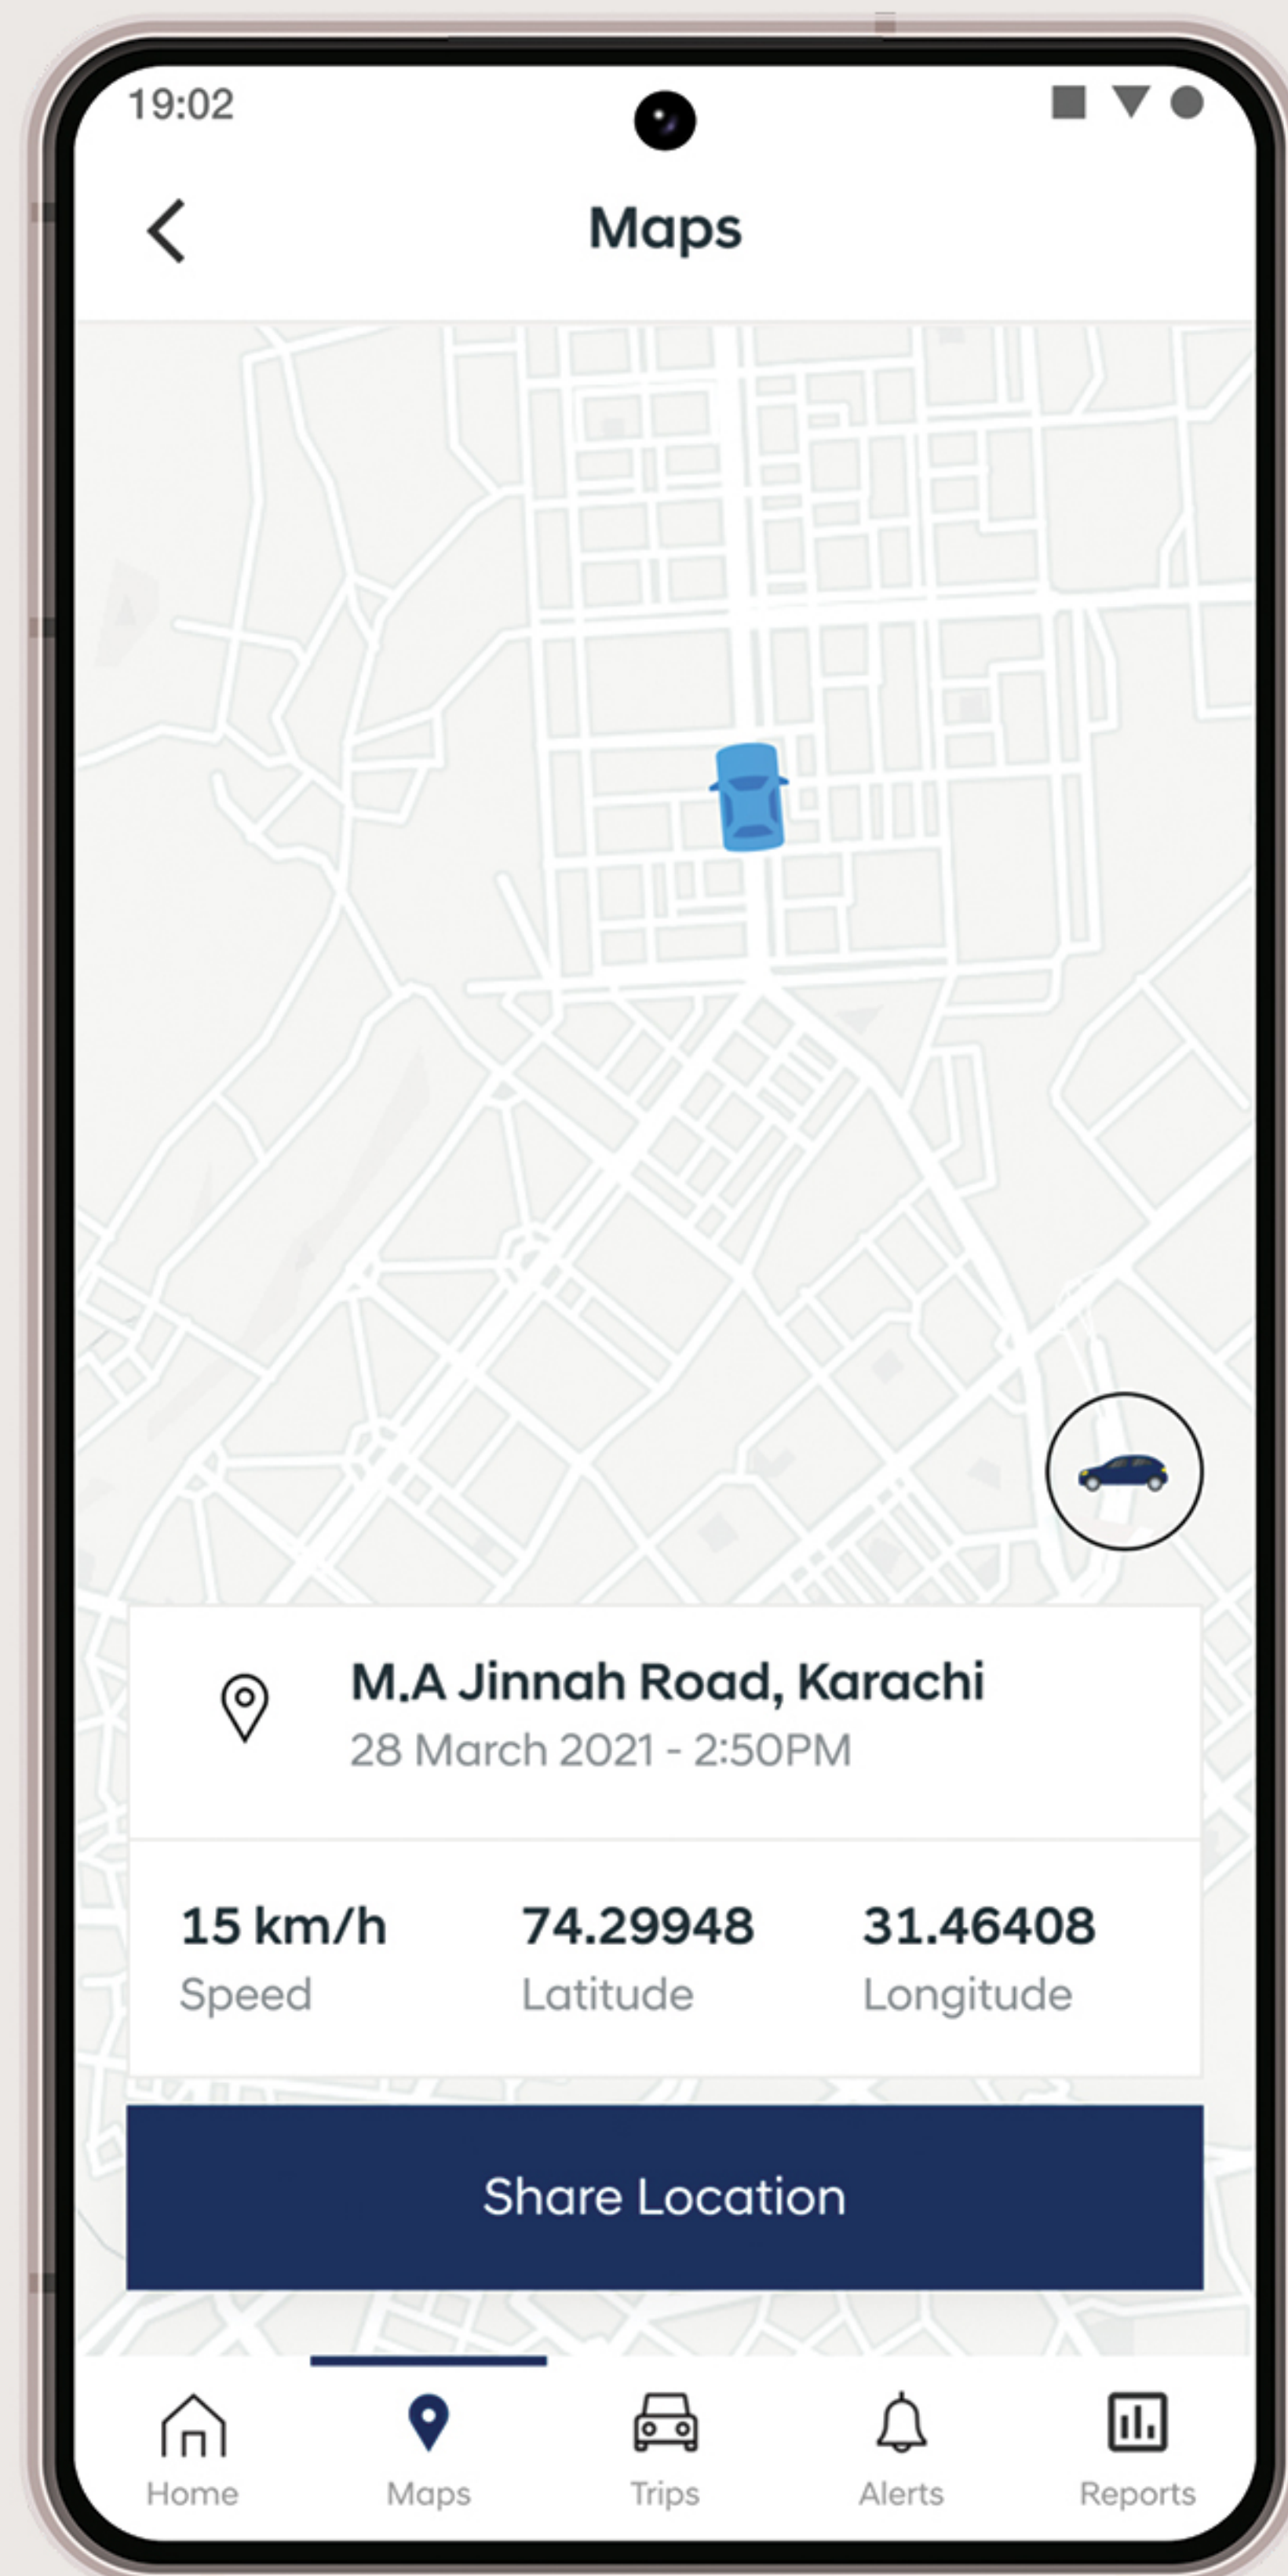 19:02
Maps
M.A Jinnah Road, Karachi
28 March 2021 - 2:50PM
15 km/h 74.29948 31.46408
Speed Latitude Longitude
Share Location
Home Maps Trips Alerts Reports